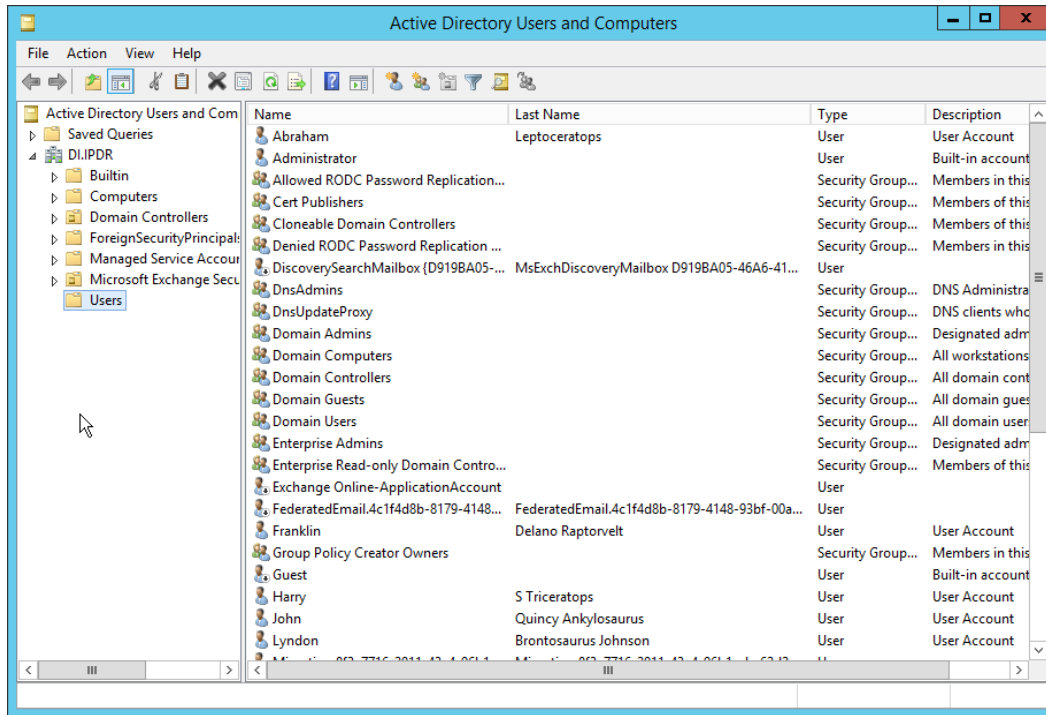 Active Directory Users and Computers
File Action View Help
Active Directory Users and Com
Saved Queries
DI.IPDR
Builtin
Computers
Domain Controllers
ForeignSecurityPrincipals
Managed Service Accour
Microsoft Exchange Secu
Users
Name Last Name Type Description
Abraham Leptoceratops User User Account
Administrator User Built-in account
Allowed RODC Password Replication... Security Group... Members in this
Cert Publishers Security Group... Members of this
Cloneable Domain Controllers Security Group... Members of this
Denied RODC Password Replication ... Security Group... Members in this
DiscoverySearchMailbox {D919BA05-... MsExchDiscoveryMailbox D919BA05-46A6-41... User
DnsAdmins Security Group... DNS Administra
DnsUpdateProxy Security Group... DNS clients who
Domain Admins Security Group... Designated adm
Domain Computers Security Group... All workstations
Domain Controllers Security Group... All domain cont
Domain Guests Security Group... All domain gues
Domain Users Security Group... All domain user
Enterprise Admins Security Group... Designated adm
Enterprise Read-only Domain Contro... Security Group... Members of this
Exchange Online-ApplicationAccount User
FederatedEmail.4c1f4d8b-8179-4148... FederatedEmail.4c1f4d8b-8179-4148-93bf-00a... User
Franklin Delano Raptorvelt User User Account
Group Policy Creator Owners Security Group... Members in this
Guest User Built-in account
Harry S Triceratops User User Account
John Quincy Ankylosaurus User User Account
Lyndon Brontosaurus Johnson User User Account